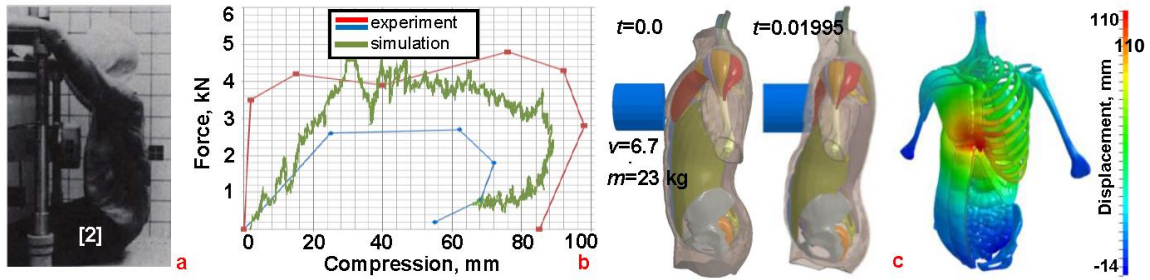 [2]
a
6
5
4
3
2
1
0
20
40
60
80
100
Force, kN
Compression, mm
experiment
simulation
b
t=0.0
t=0.01995
v=6.7
m=23 kg
c
110
110
Displacement, mm
-14